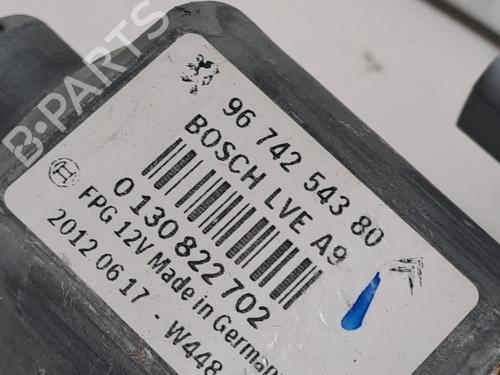 B-PARTS
96 742 543 80
BOSCH LVE A9
0 130 822 702
FPG 12V Made in Germany
2012 06 17 - W448